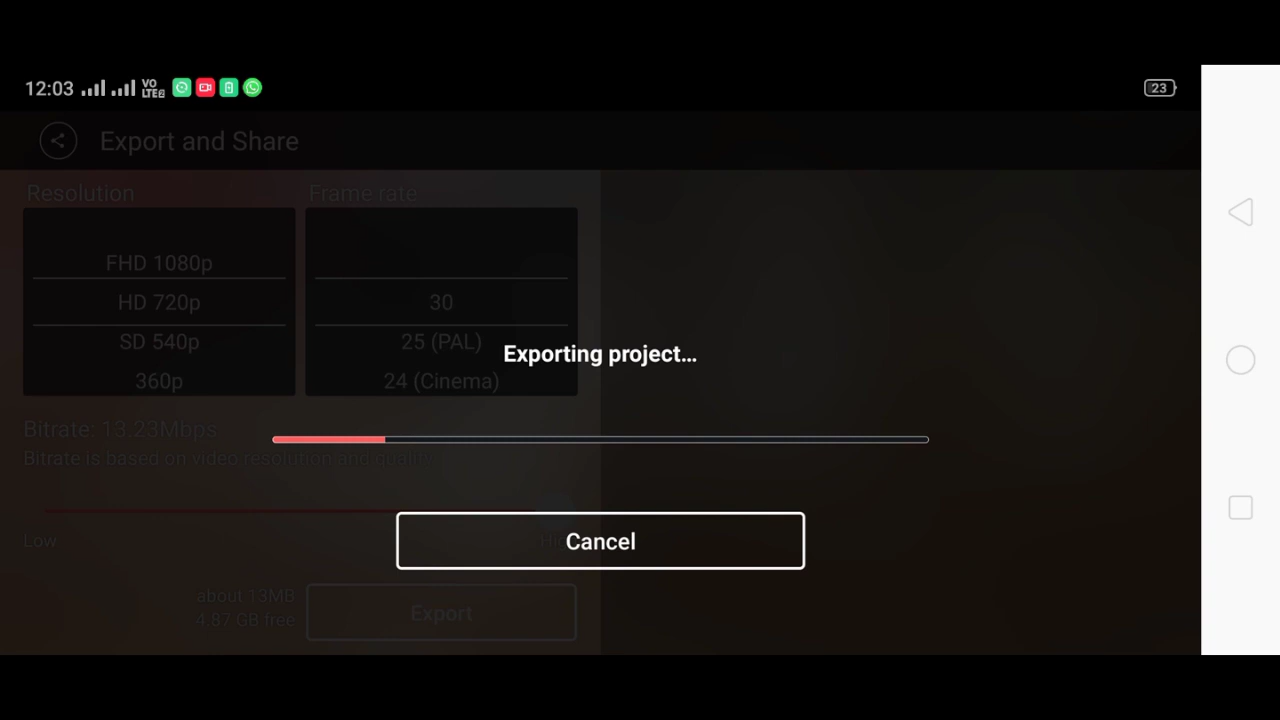 12:03 VO LTE2 23
Export and Share
Resolution Frame rate
FHD 1080p
HD 720p 30
SD 540p 25 (PAL)
360p 24 (Cinema)
Exporting project...
Bitrate: 13.23Mbps
Bitrate is based on video resolution and quality
Low
Cancel
about 13MB
4.87 GB free
Export